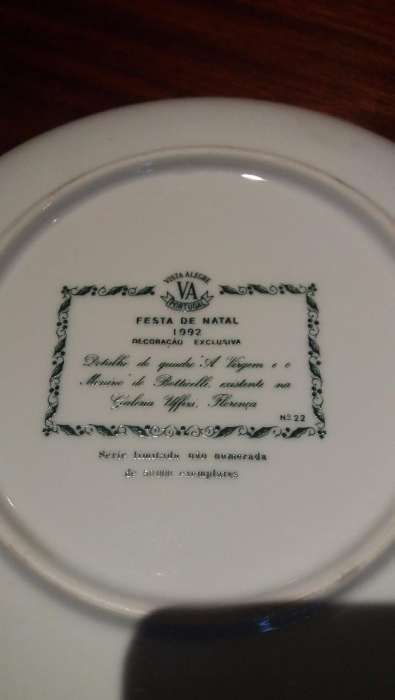 VISTA ALEGRE
VA
PORTUGAL
FESTA DE NATAL
1992
DECORAÇÃO EXCLUSIVA
Detalhe do quadro "A Virgem e o
Menino" de Botticelli, existente na
Galeria Uffizi, Florença
Nº 22
Série limitada não numerada
de exemplares